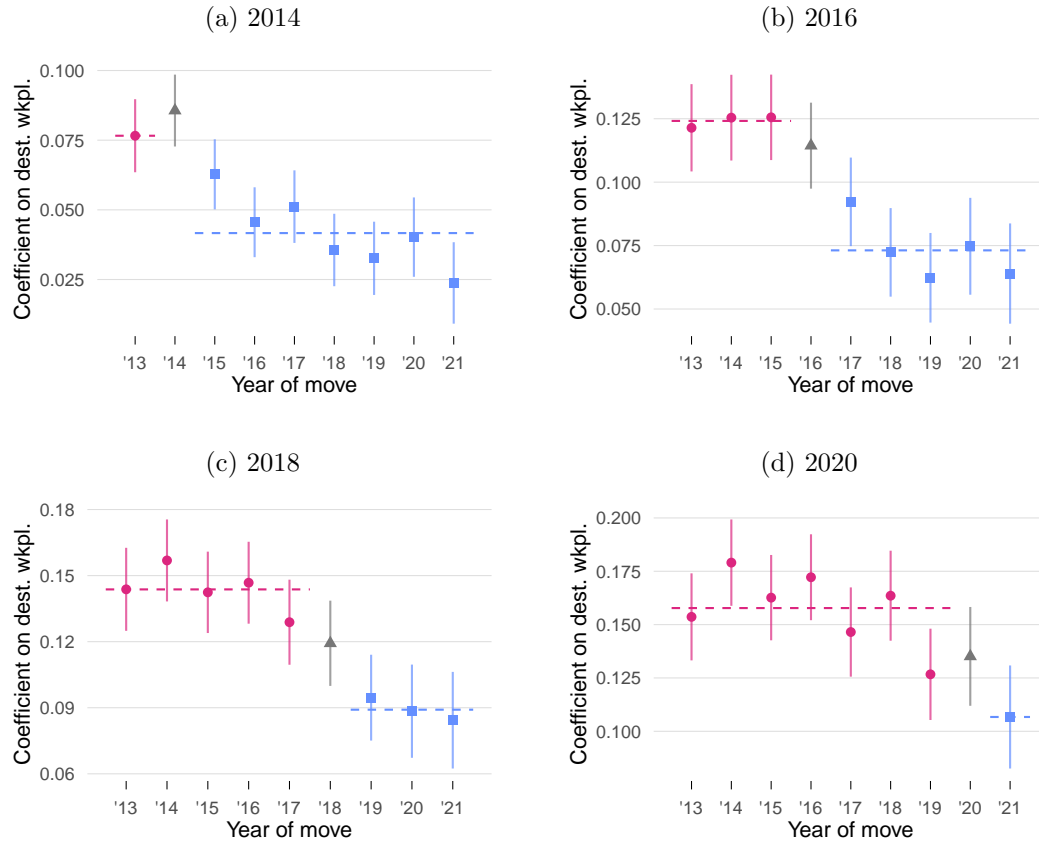 (a) 2014
Coefficient on dest. wkpl.
0.100
0.075
0.050
0.025
'13 '14 '15 '16 '17 '18 '19 '20 '21
Year of move
(b) 2016
Coefficient on dest. wkpl.
0.125
0.100
0.075
0.050
'13 '14 '15 '16 '17 '18 '19 '20 '21
Year of move
(c) 2018
Coefficient on dest. wkpl.
0.18
0.15
0.12
0.09
0.06
'13 '14 '15 '16 '17 '18 '19 '20 '21
Year of move
(d) 2020
Coefficient on dest. wkpl.
0.200
0.175
0.150
0.125
0.100
'13 '14 '15 '16 '17 '18 '19 '20 '21
Year of move